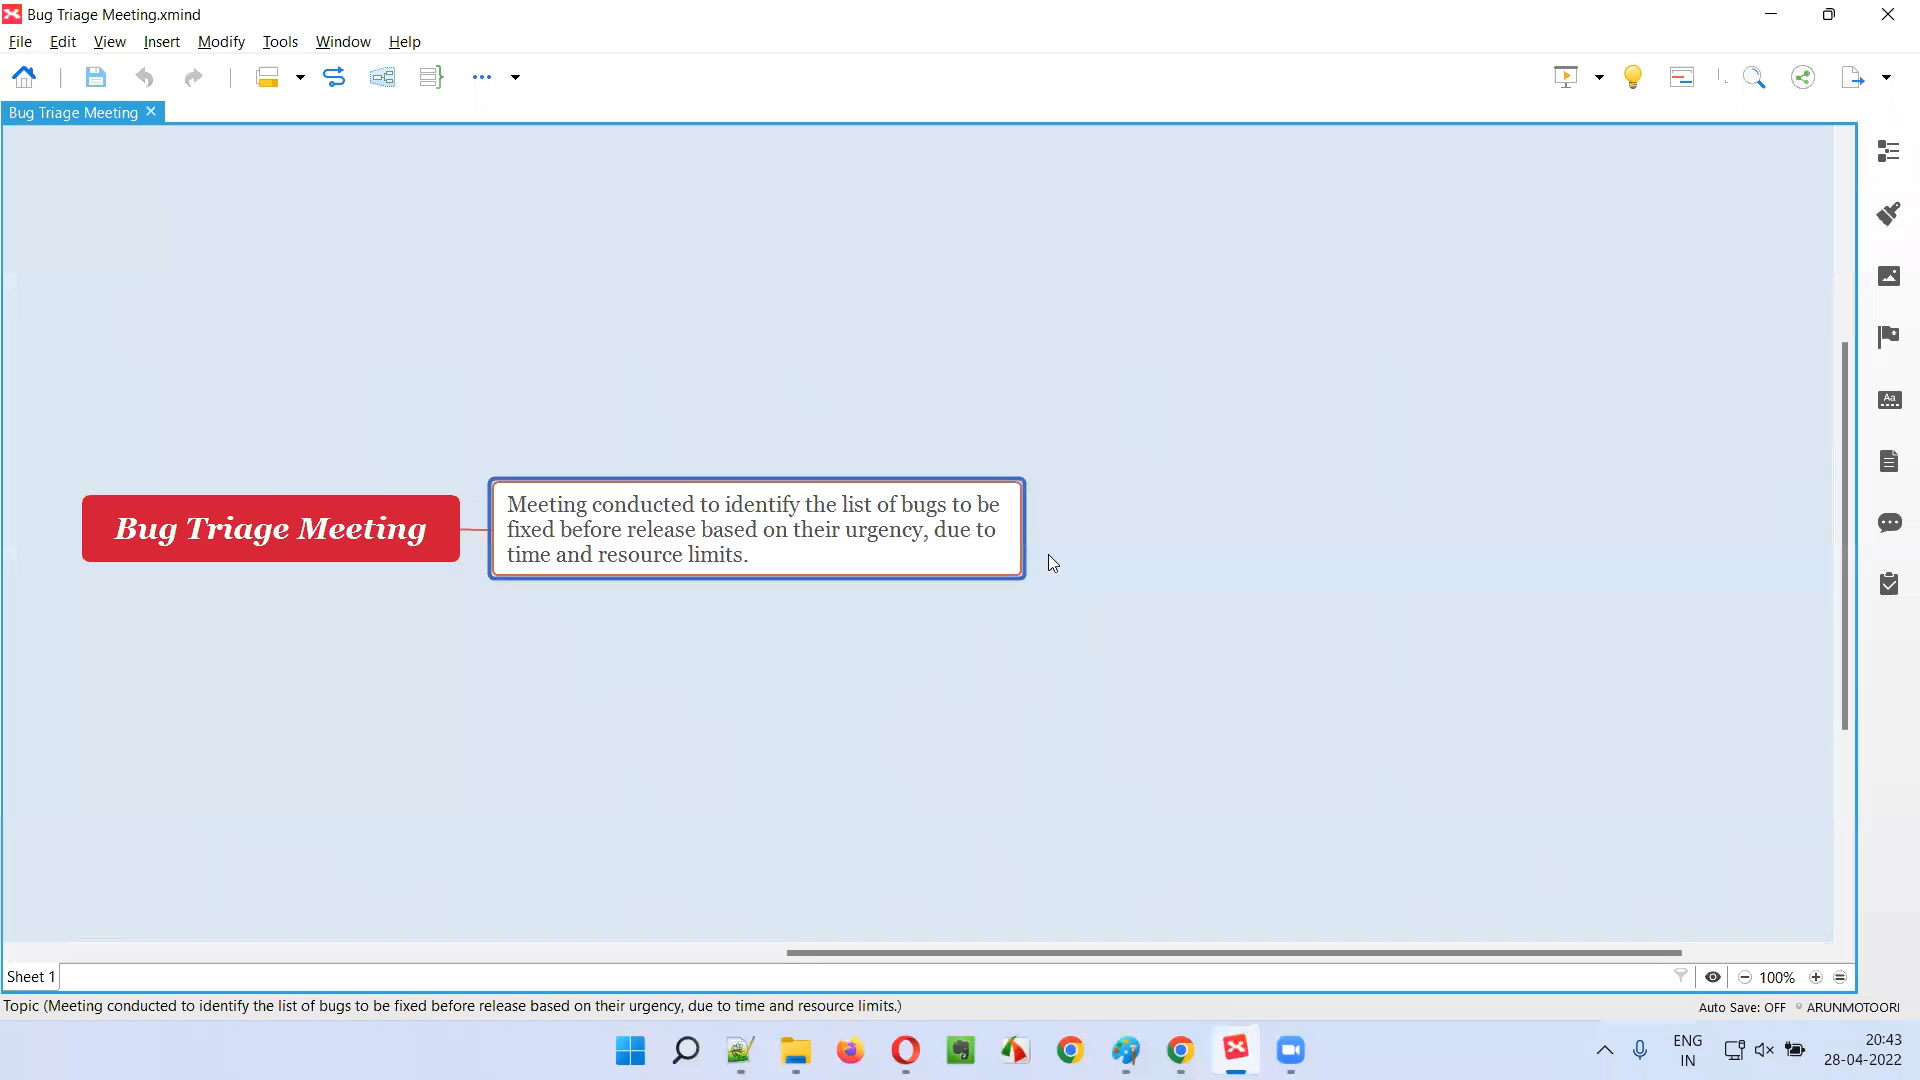 Bug Triage Meeting.xmind
File Edit View Insert Modify Tools Window Help
Bug Triage Meeting
Bug Triage Meeting
Meeting conducted to identify the list of bugs to be
fixed before release based on their urgency, due to
time and resource limits.
Aa
Sheet 1
100%
Topic (Meeting conducted to identify the list of bugs to be fixed before release based on their urgency, due to time and resource limits.)
Auto Save: OFF ARUNMOTOORI
ENG
IN
20:43
28-04-2022